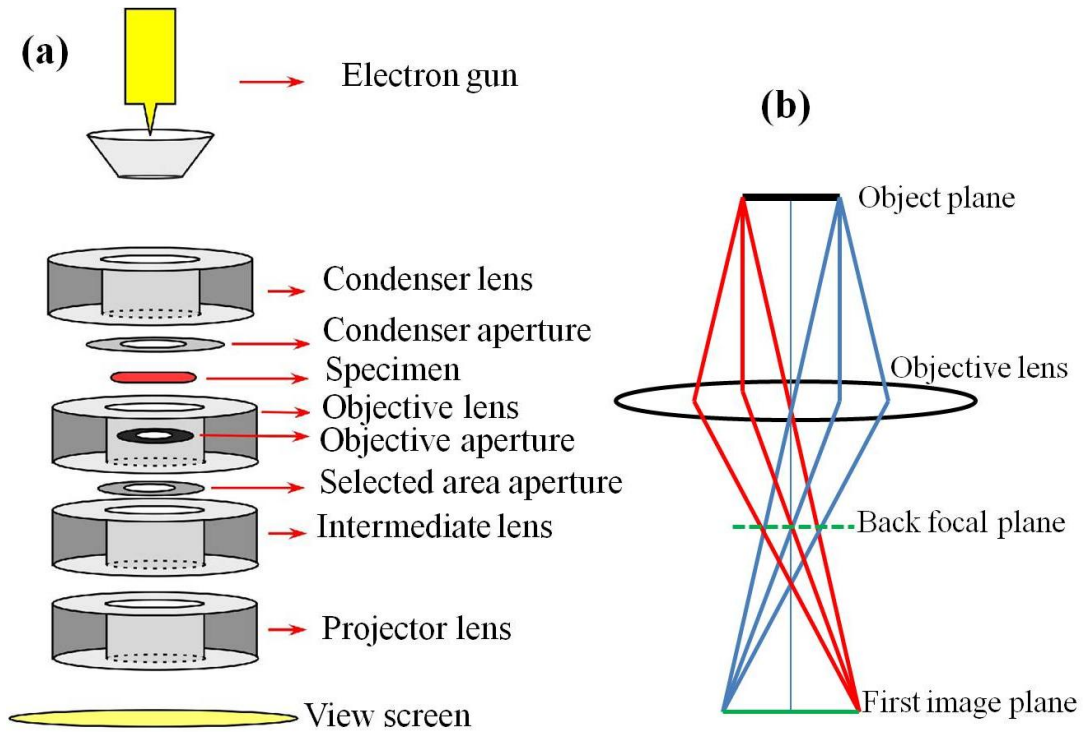 (a)
Electron gun
Condenser lens
Condenser aperture
Specimen
Objective lens
Objective aperture
Selected area aperture
Intermediate lens
Projector lens
View screen
(b)
Object plane
Objective lens
Back focal plane
First image plane